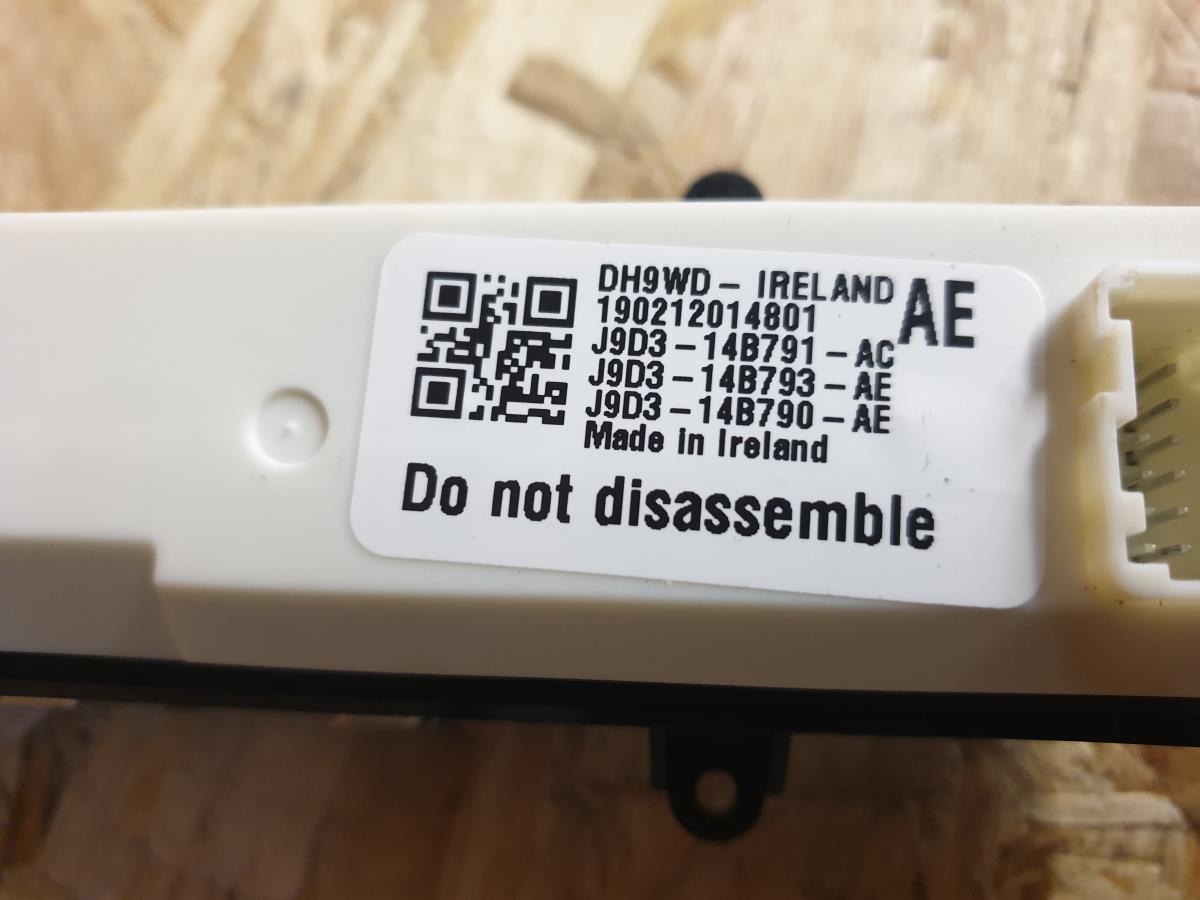 DH9WD - IRELAND AE
190212014801
J9D3 - 14B791 - AC
J9D3 - 14B793 - AE
J9D3 - 14B790 - AE
Made in Ireland
Do not disassemble